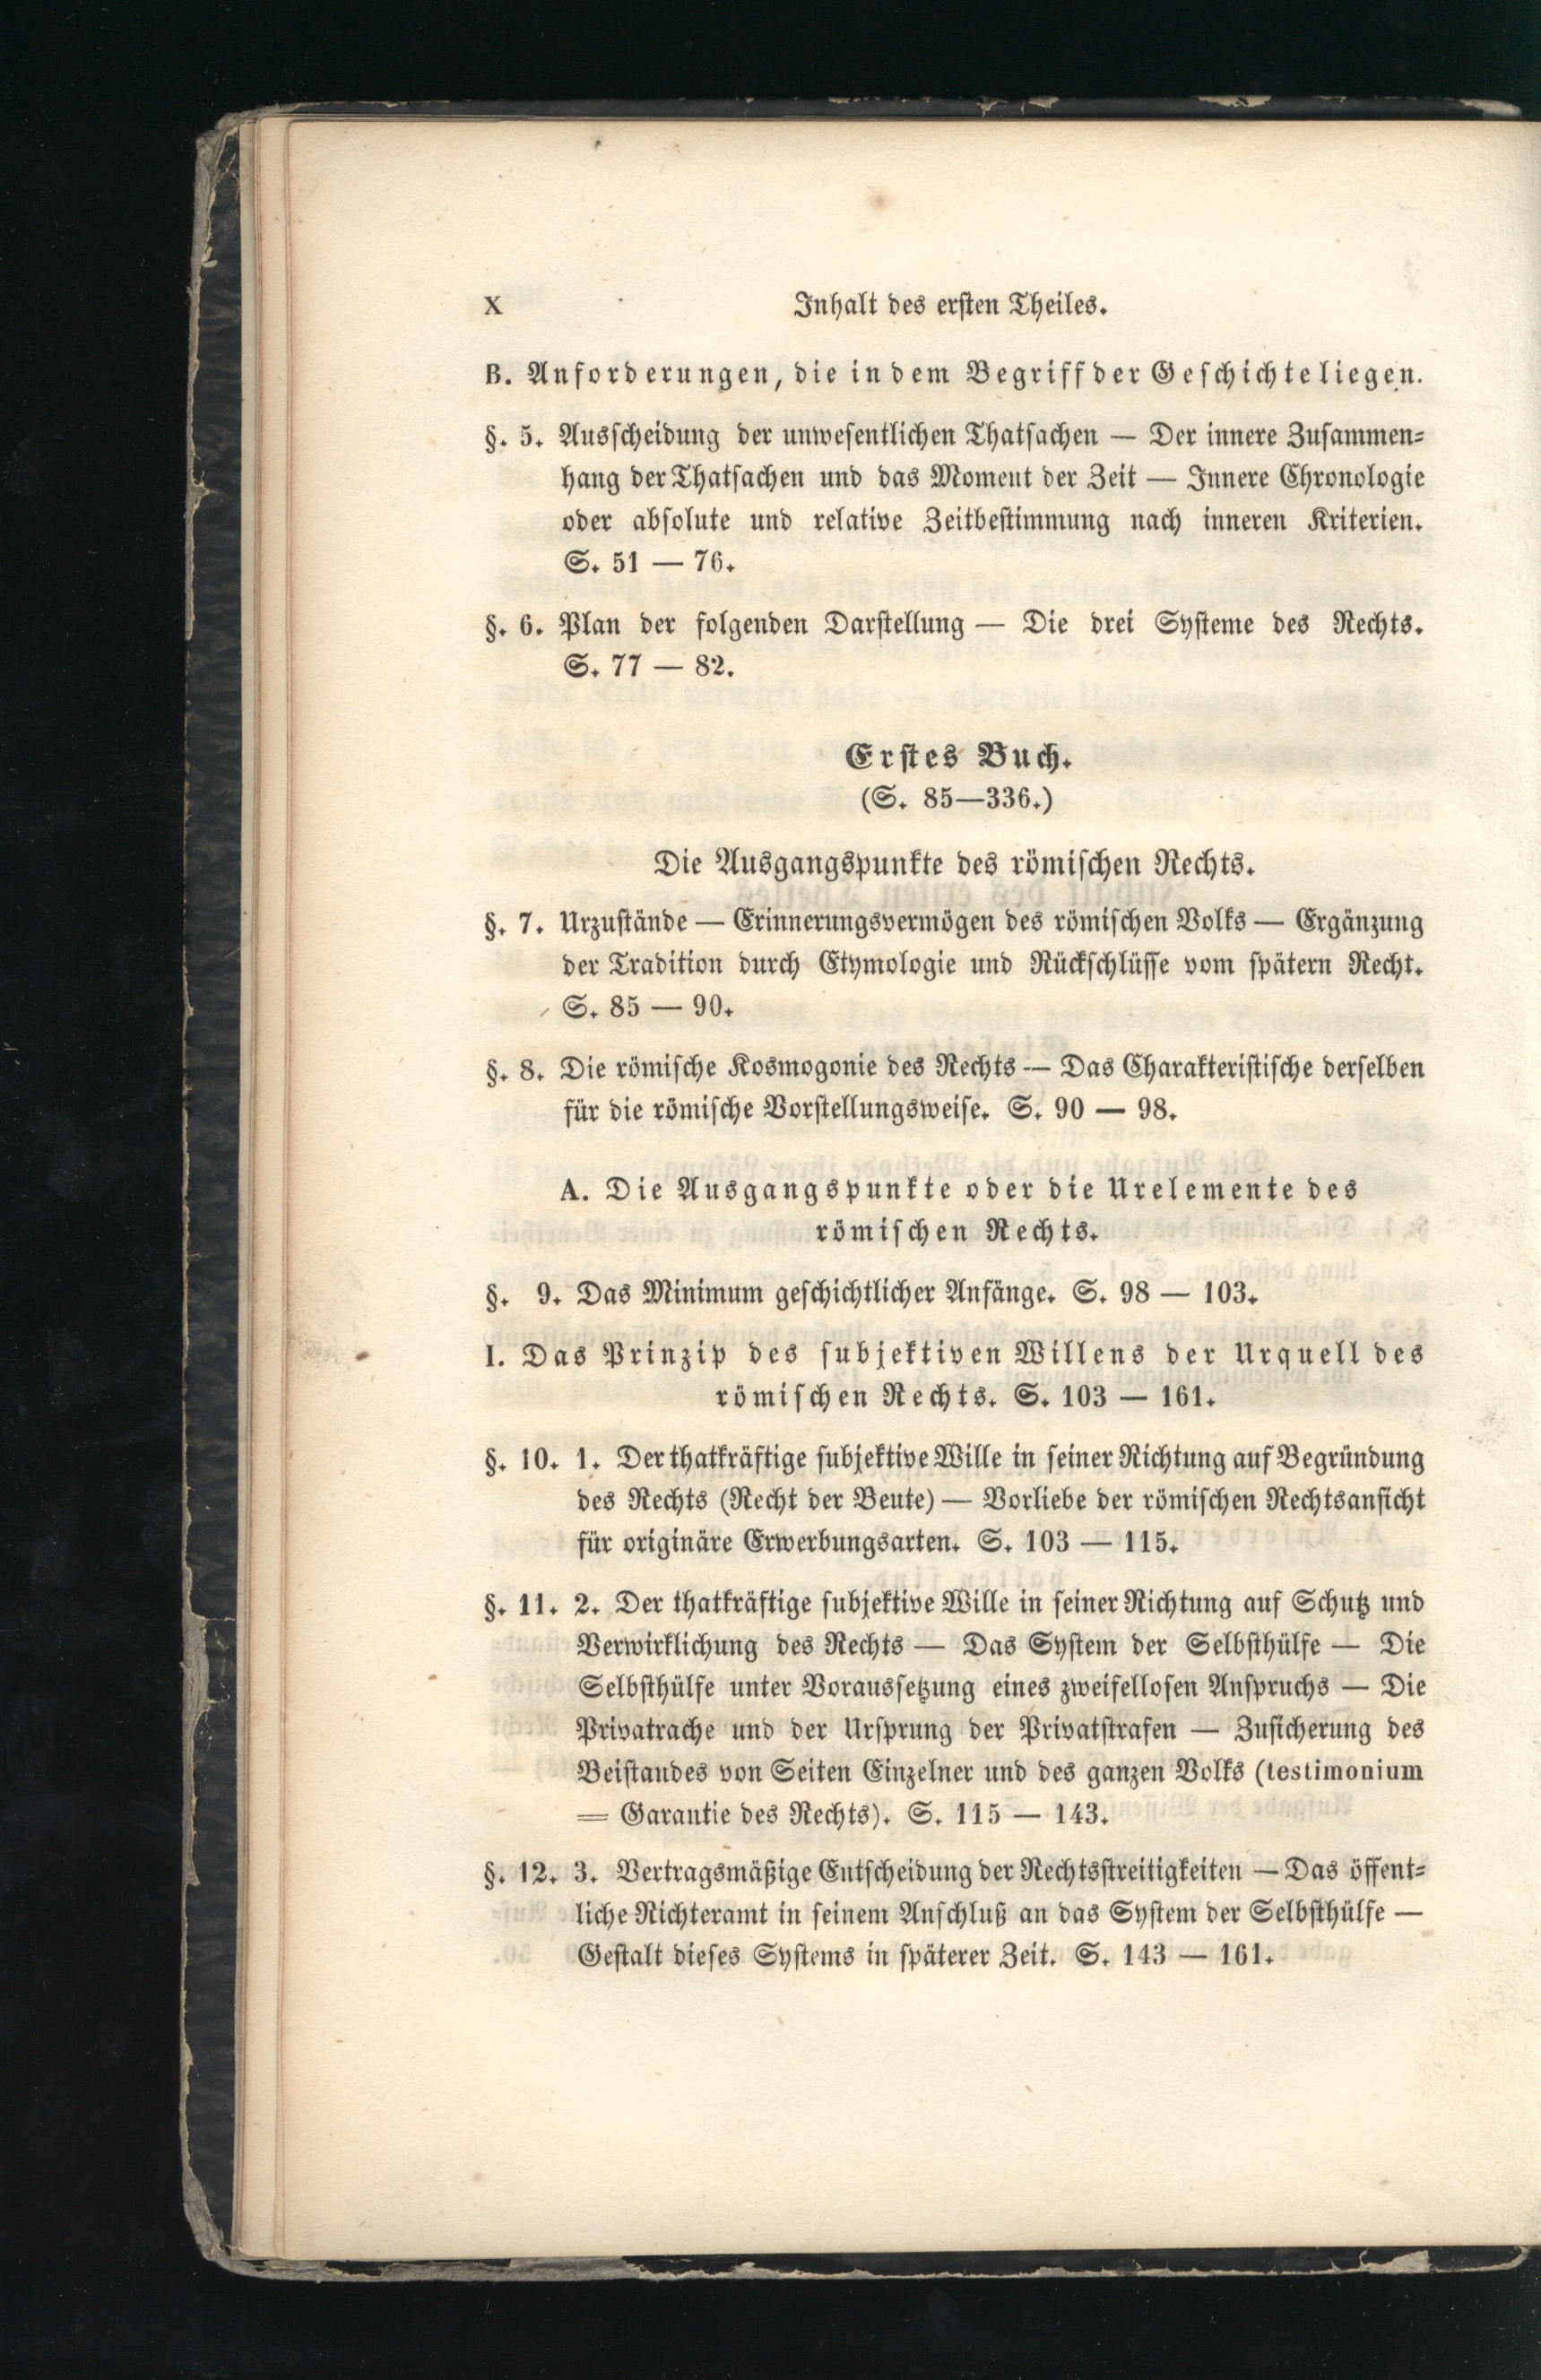 X Inhalt des ersten Theiles.
B. Anforderungen, die in dem Begriff der Geschichte liegen.
§. 5. Ausscheidung der unwesentlichen Thatsachen — Der innere Zusammen-
hang der Thatsachen und das Moment der Zeit — Innere Chronologie
oder absolute und relative Zeitbestimmung nach inneren Kriterien.
S. 51 — 76.
§. 6. Plan der folgenden Darstellung — Die drei Systeme des Rechts.
S. 77 — 82.
Erstes Buch.
(S. 85—336.)
Die Ausgangspunkte des römischen Rechts.
§. 7. Urzustände — Erinnerungsvermögen des römischen Volks — Ergänzung
der Tradition durch Etymologie und Rückschlüsse vom spätern Recht.
S. 85 — 90.
§. 8. Die römische Kosmogonie des Rechts — Das Charakteristische derselben
für die römische Vorstellungsweise. S. 90 — 98.
A. Die Ausgangspunkte oder die Urelemente des
römischen Rechts.
§. 9. Das Minimum geschichtlicher Anfänge. S. 98 — 103.
I. Das Prinzip des subjektiven Willens der Urquell des
römischen Rechts. S. 103 — 161.
§. 10. 1. Der thatkräftige subjektive Wille in seiner Richtung auf Begründung
des Rechts (Recht der Beute) — Vorliebe der römischen Rechtsansicht
für originäre Erwerbungsarten. S. 103 — 115.
§. 11. 2. Der thatkräftige subjektive Wille in seiner Richtung auf Schutz und
Verwirklichung des Rechts — Das System der Selbsthülfe — Die
Selbsthülfe unter Voraussetzung eines zweifellosen Anspruchs — Die
Privatrache und der Ursprung der Privatstrafen — Zusicherung des
Beistandes von Seiten Einzelner und des ganzen Volks (testimonium
= Garantie des Rechts). S. 115 — 143.
§. 12. 3. Vertragsmäßige Entscheidung der Rechtsstreitigkeiten — Das öffent-
liche Richteramt in seinem Anschluß an das System der Selbsthülfe —
Gestalt dieses Systems in späterer Zeit. S. 143 — 161.